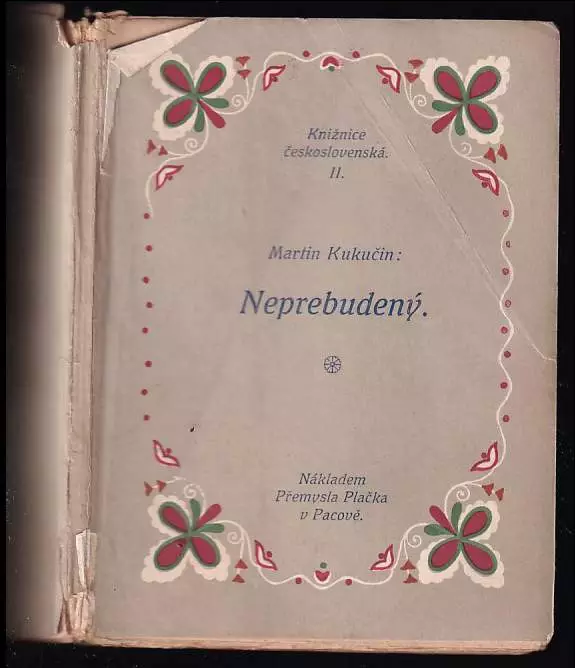 Knižnice
československá.
II.
Martin Kukučin:
Neprebudený.
Nákladem
Přemysla Plačka
v Pacově.